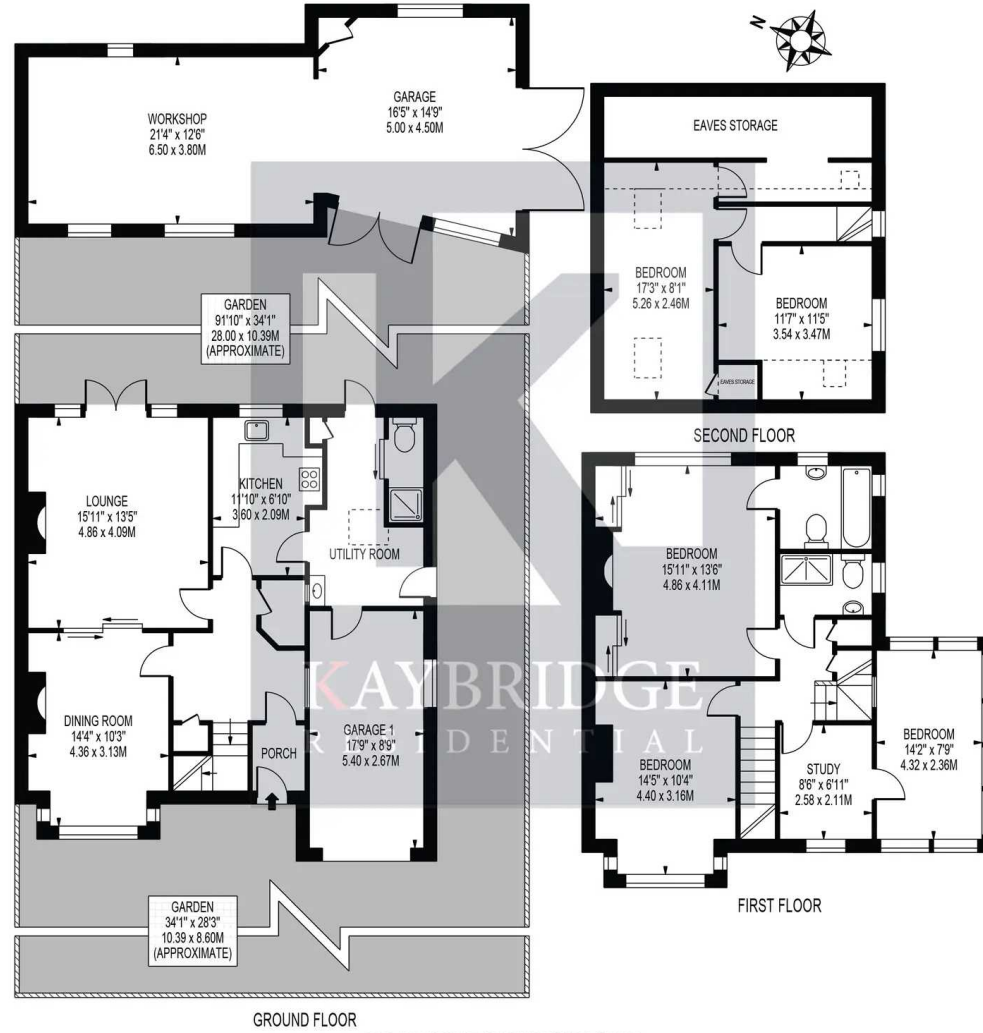 N
WORKSHOP
21'4" x 12'6"
6.50 x 3.80M
GARAGE
16'5" x 14'9"
5.00 x 4.50M
EAVES STORAGE
BEDROOM
17'3" x 8'1"
5.26 x 2.46M
BEDROOM
11'7" x 11'5"
3.54 x 3.47M
EAVES STORAGE
SECOND FLOOR
GARDEN
91'10" x 34'1"
28.00 x 10.39M
(APPROXIMATE)
LOUNGE
15'11" x 13'5"
4.86 x 4.09M
KITCHEN
11'10" x 6'10"
3.60 x 2.09M
UTILITY ROOM
DINING ROOM
14'4" x 10'3"
4.36 x 3.13M
PORCH
GARAGE 1
17'9" x 8'9"
5.40 x 2.67M
GARDEN
34'1" x 28'3"
10.39 x 8.60M
(APPROXIMATE)
GROUND FLOOR
BEDROOM
15'11" x 13'6"
4.86 x 4.11M
BEDROOM
14'5" x 10'4"
4.40 x 3.16M
STUDY
8'6" x 6'11"
2.58 x 2.11M
BEDROOM
14'2" x 7'9"
4.32 x 2.36M
FIRST FLOOR
K
KAYBRIDGE
RESIDENTIAL